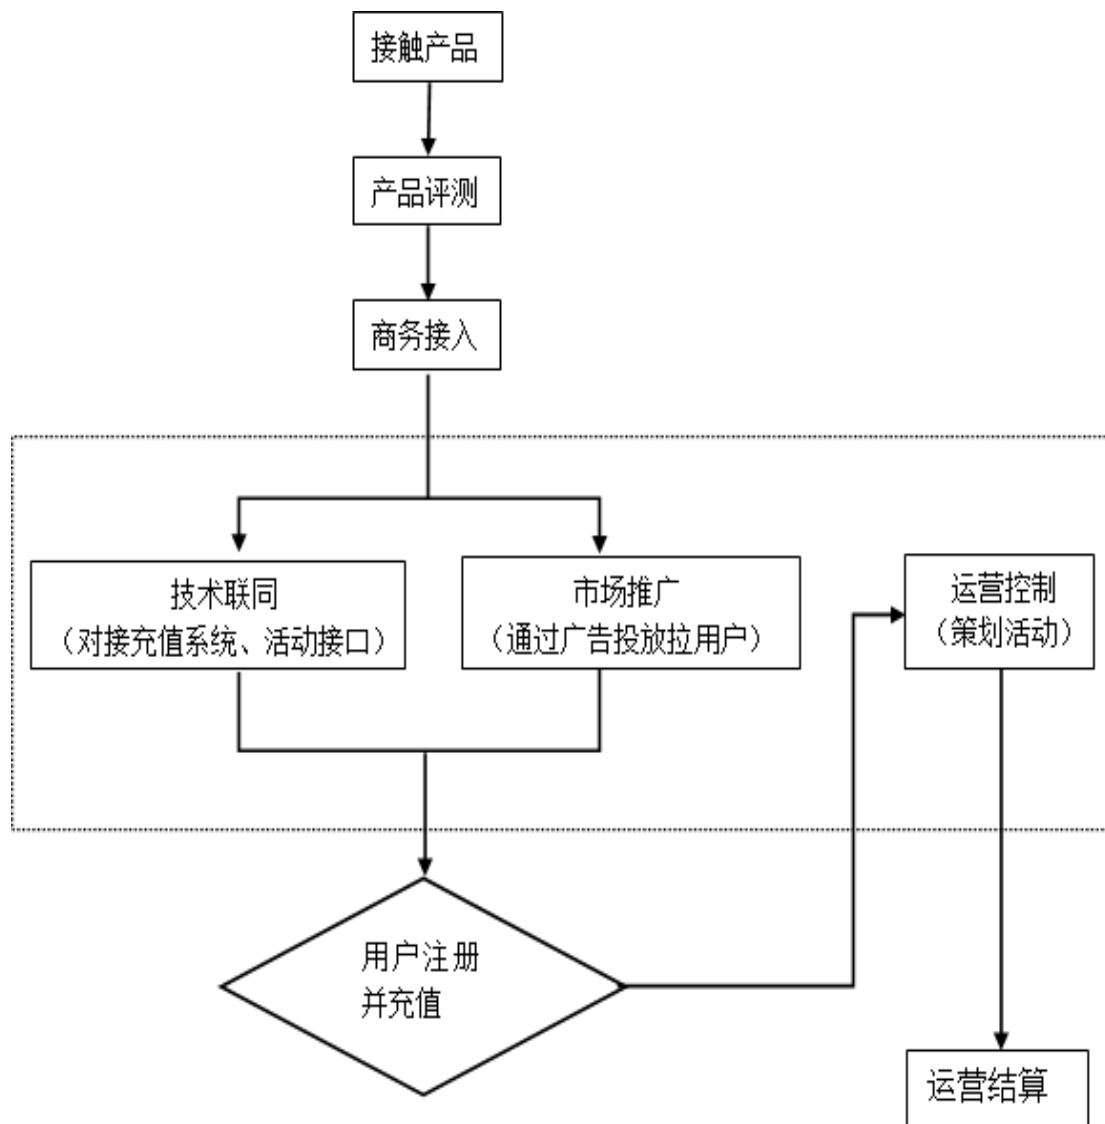 接触产品
产品评测
商务接入
技术联同
（对接充值系统、活动接口）
市场推广
（通过广告投放拉用户）
运营控制
（策划活动）
用户注册
并充值
运营结算